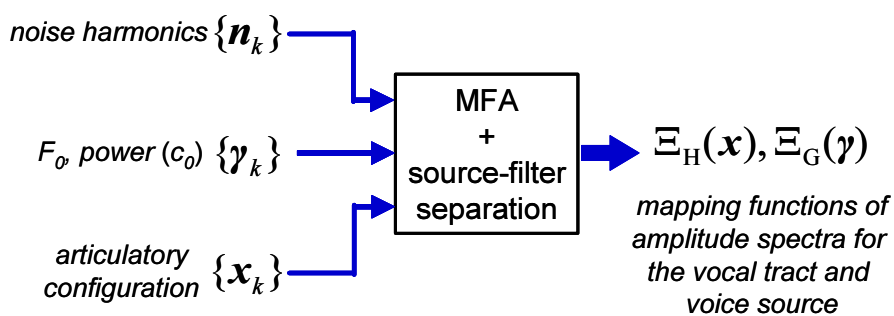 noise harmonics {n_k}
F_0, power (c_0) {γ_k}
articulatory
configuration {x_k}
MFA
+
source-filter
separation
Ξ_H(x), Ξ_G(γ)
mapping functions of
amplitude spectra for
the vocal tract and
voice source